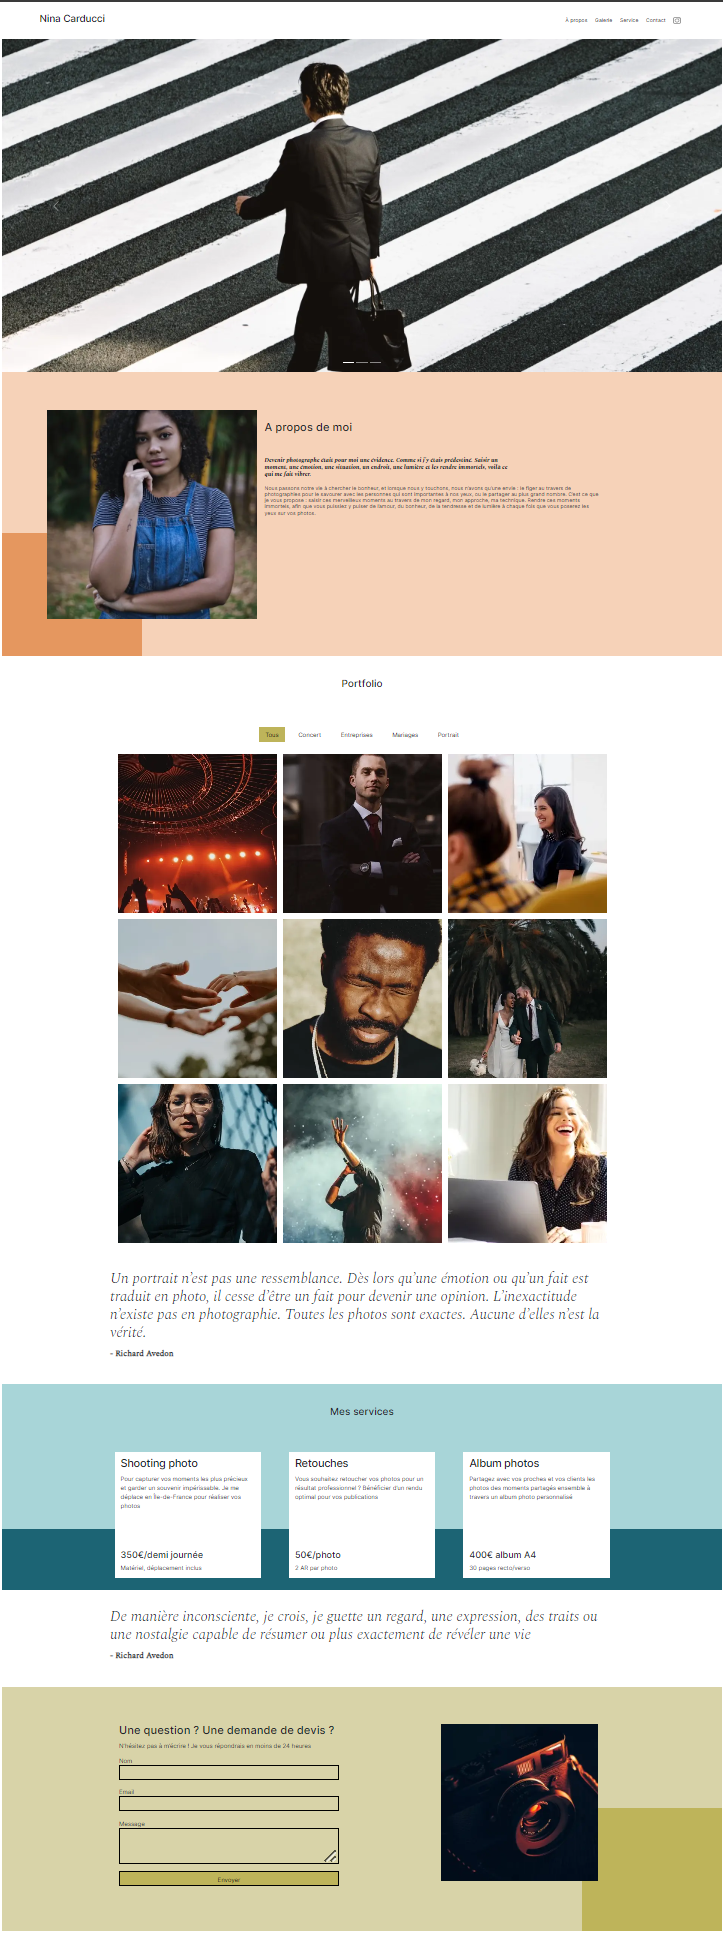 Nina Carducci
À propos Galerie Service Contact
A propos de moi
Devenir photographe était pour moi une évidence. Comme si j'y étais prédestiné. Saisir un
moment, une émotion, une situation, un endroit, une lumière et les rendre immortels, voilà ce
qui me fait vibrer.
Nous passons notre vie à chercher le bonheur, et lorsque nous y touchons, nous n'avons qu'une envie : le figer au travers de
photographies pour le savourer avec les personnes qui sont importantes à nos yeux, ou le partager au plus grand nombre. C'est ce que
je vous propose : saisir ces merveilleux moments au travers de mon regard, mon approche, ma technique. Rendre ces moments
immortels, afin que vous puissiez y puiser de l'amour, du bonheur, de la tendresse et de lumière à chaque fois que vous poserez les
yeux sur vos photos.
Portfolio
Tous Concert Entreprises Mariages Portrait
Un portrait n’est pas une ressemblance. Dès lors qu’une émotion ou qu’un fait est
traduit en photo, il cesse d’être un fait pour devenir une opinion. L’inexactitude
n’existe pas en photographie. Toutes les photos sont exactes. Aucune d’elles n’est la
vérité.
- Richard Avedon
Mes services
Shooting photo
Pour capturer vos moments les plus précieux
et garder un souvenir impérissable. Je me
déplace en Île-de-France pour réaliser vos
photos
350€/demi journée
Matériel, déplacement inclus
Retouches
Vous souhaitez retoucher vos photos pour un
résultat professionnel ? Bénéficier d'un rendu
optimal pour vos publications
50€/photo
2 AR par photo
Album photos
Partagez avec vos proches et vos clients les
photos des moments partagés ensemble à
travers un album photo personnalisé
400€ album A4
30 pages recto/verso
De manière inconsciente, je crois, je guette un regard, une expression, des traits ou
une nostalgie capable de résumer ou plus exactement de révéler une vie
- Richard Avedon
Une question ? Une demande de devis ?
N'hésitez pas à m'écrire ! Je vous répondrais en moins de 24 heures
Nom
Email
Message
Envoyer